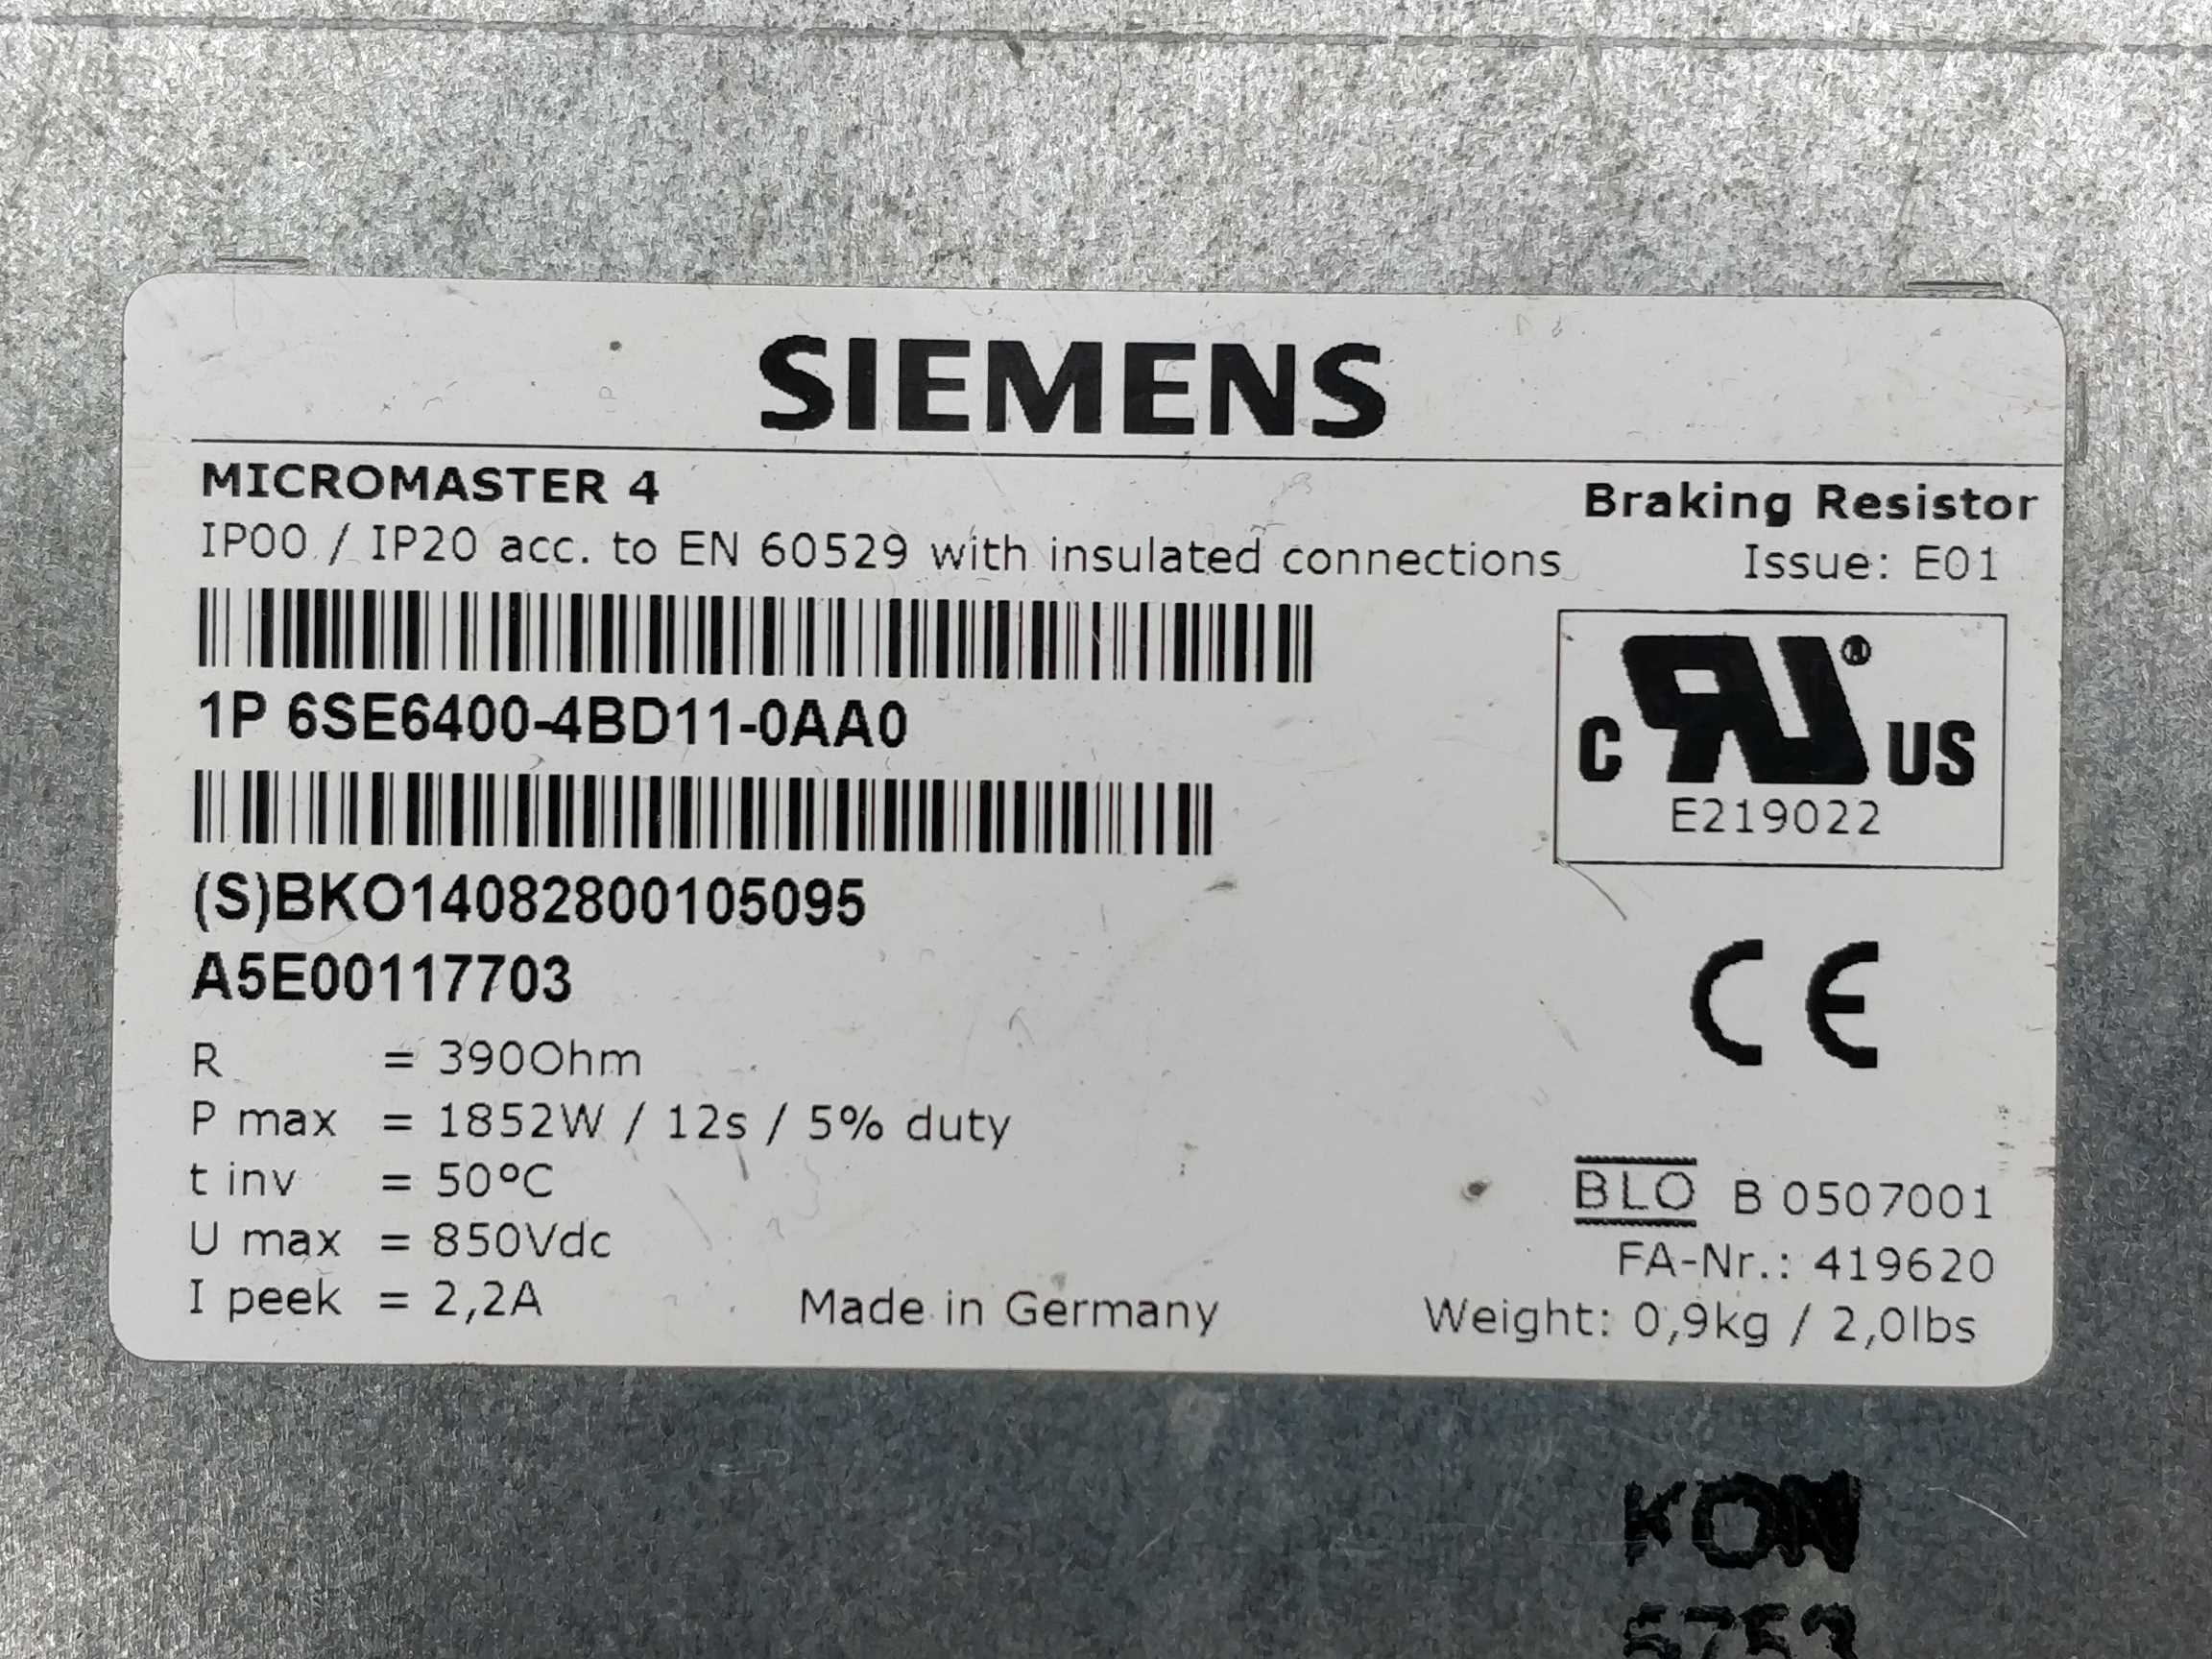 SIEMENS
MICROMASTER 4
Braking Resistor
IP00 / IP20 acc. to EN 60529 with insulated connections
Issue: E01
1P 6SE6400-4BD11-0AA0
C RU® US
E219022
(S)BKO14082800105095
A5E00117703
CE
R = 390Ohm
P max = 1852W / 12s / 5% duty
t inv = 50°C
U max = 850Vdc
I peek = 2,2A
Made in Germany
BLO B 0507001
FA-Nr.: 419620
Weight: 0,9kg / 2,0lbs
KON